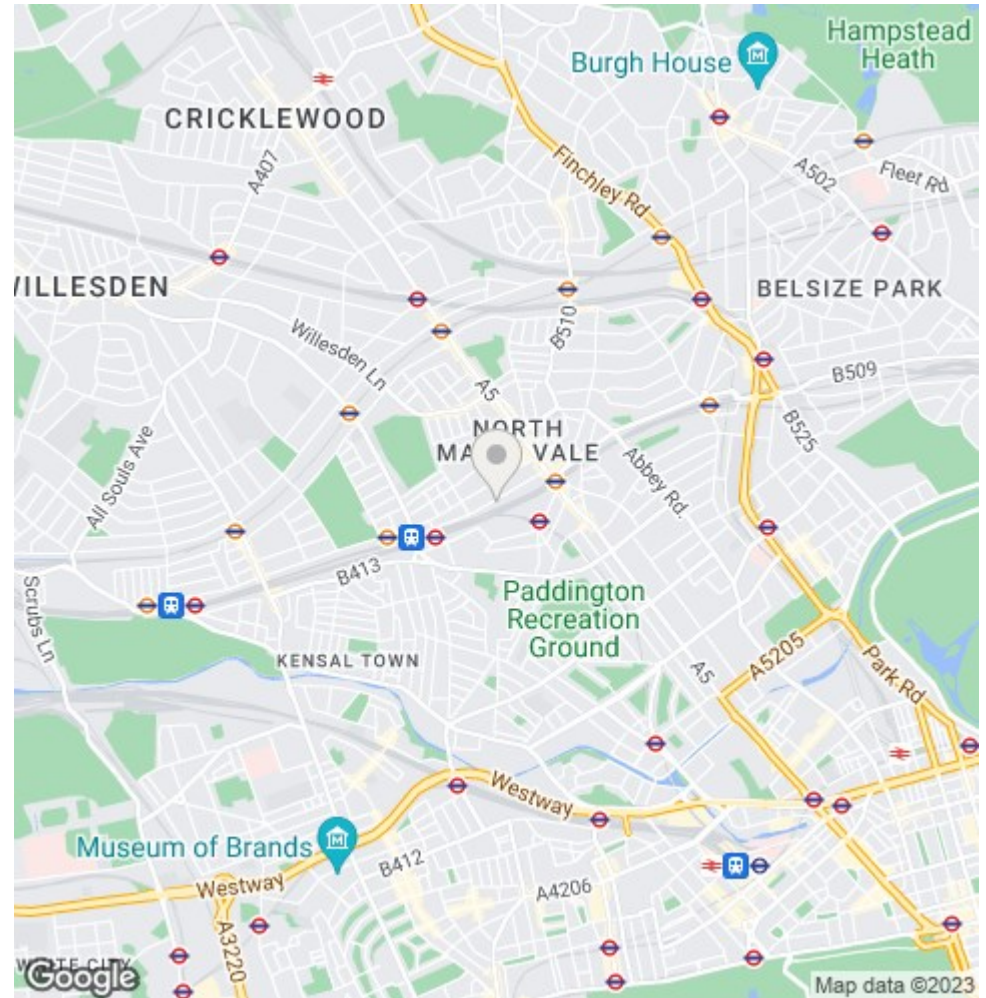 Hampstead
Heath
Burgh House
CRICKLEWOOD
A407
Finchley Rd
A502
Fleet Rd
WILLESDEN
BELSIZE PARK
B510
Willesden Ln
A5
B509
NORTH
VALE
B525
Abbey Rd.
All Souls Ave
B413
Scrubs Ln
Paddington
Recreation
Ground
KENSAL TOWN
A5
A5205
Park Rd
Westway
Museum of Brands
B412
Westway
A4206
A3220
CITY
Google
Map data ©2023